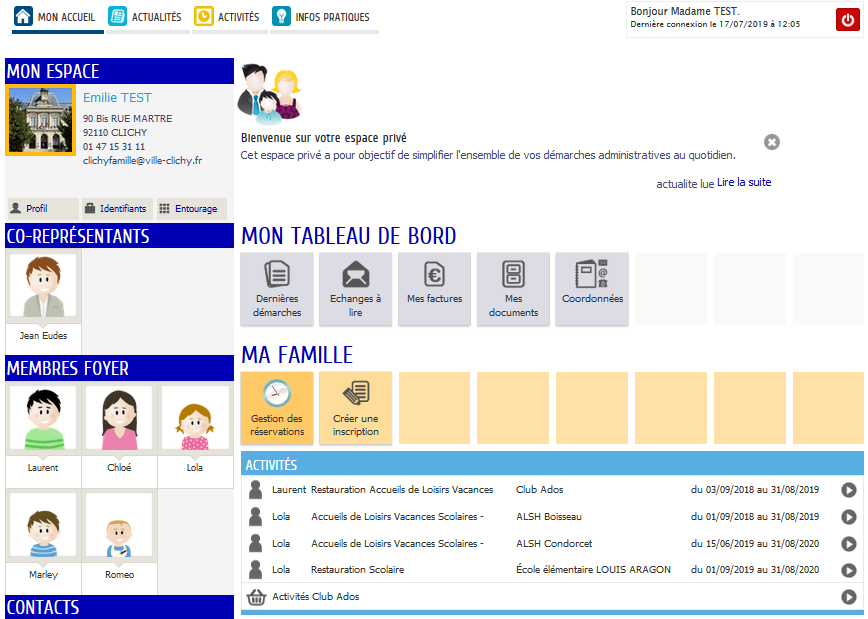 MON ACCUEIL
ACTUALITÉS
ACTIVITÉS
INFOS PRATIQUES
Bonjour Madame TEST.
Dernière connexion le 17/07/2019 à 12:05
MON ESPACE
Emilie TEST
90 Bis RUE MARTRE
92110 CLICHY
01 47 15 31 11
clichyfamille@ville-clichy.fr
Profil
Identifiants
Entourage
Bienvenue sur votre espace privé
Cet espace privé a pour objectif de simplifier l'ensemble de vos démarches administratives au quotidien.
actualite lue Lire la suite
CO-REPRÉSENTANTS
Jean Eudes
MEMBRES FOYER
Laurent
Chloé
Lola
Marley
Romeo
CONTACTS
MON TABLEAU DE BORD
Dernières
démarches
Echanges à
lire
Mes factures
Mes
documents
Coordonnées
MA FAMILLE
Gestion des
réservations
Créer une
inscription
ACTIVITÉS
Laurent Restauration Accueils de Loisirs Vacances Club Ados du 03/09/2018 au 31/08/2019
Lola Accueils de Loisirs Vacances Scolaires - ALSH Boisseau du 01/09/2018 au 31/08/2019
Lola Accueils de Loisirs Vacances Scolaires - ALSH Condorcet du 15/06/2019 au 31/08/2020
Lola Restauration Scolaire École élémentaire LOUIS ARAGON du 01/09/2019 au 31/08/2020
Activités Club Ados